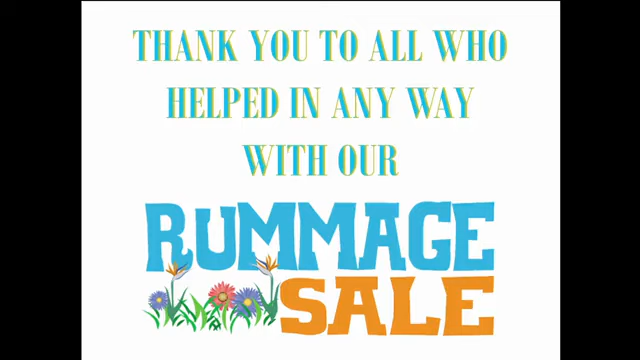 THANK YOU TO ALL WHO
HELPED IN ANY WAY
WITH OUR
RUMMAGE
SALE